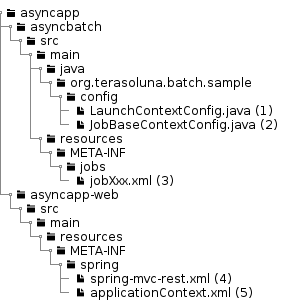 asyncapp
asyncbatch
src
main
java
org.terasoluna.batch.sample
config
LaunchContextConfig.java (1)
JobBaseContextConfig.java (2)
resources
META-INF
jobs
jobXxx.xml (3)
asyncapp-web
src
main
resources
META-INF
spring
spring-mvc-rest.xml (4)
applicationContext.xml (5)